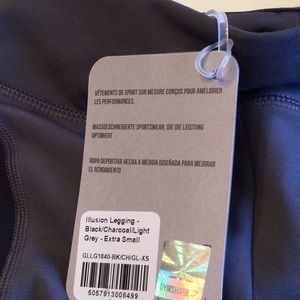 VÊTEMENTS DE SPORT SUR MESURE CONÇUS POUR AMÉLIORER
LES PERFORMANCES.
MASSGESCHNEIDERTE SPORTSWEAR, DIE DIE LEISTUNG
OPTIMIERT
ROPA DEPORTIVA HECHA A MEDIDA DISEÑADA PARA MEJORAR
EL RENDIMIENTO
Illusion Legging -
Black/Charcoal/Light
Grey - Extra Small
GLLG1840-BK/CH/GL-XS
5057913008499
GYMSHARK